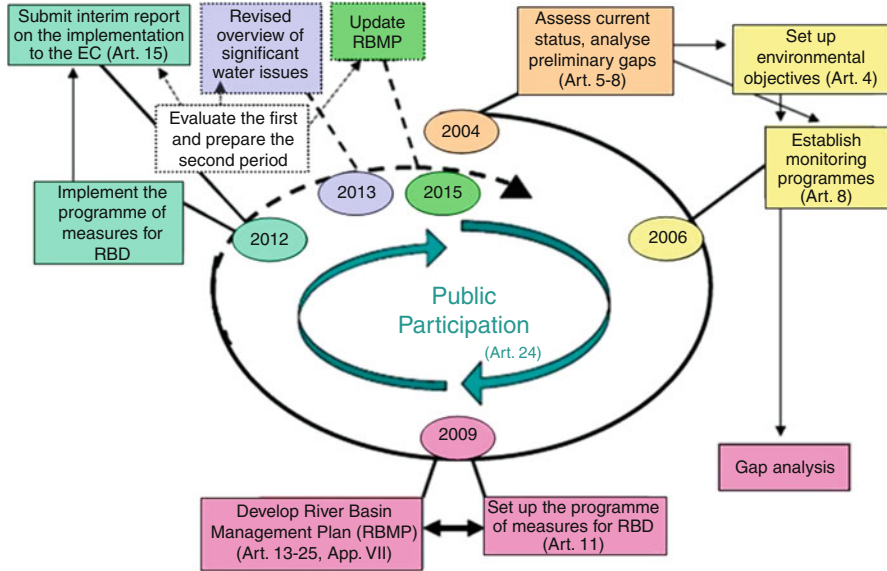 Submit interim report
on the implementation
to the EC (Art. 15)
Revised
overview of
significant
water issues
Update
RBMP
Assess current
status, analyse
preliminary gaps
(Art. 5-8)
Set up
environmental
objectives (Art. 4)
Evaluate the first
and prepare the
second period
2004
Establish
monitoring
programmes
(Art. 8)
Implement the
programme of
measures for
RBD
2013
2015
2012
2006
Public
Participation
(Art. 24)
2009
Gap analysis
Develop River Basin
Management Plan (RBMP)
(Art. 13-25, App. VII)
Set up the programme
of measures for RBD
(Art. 11)